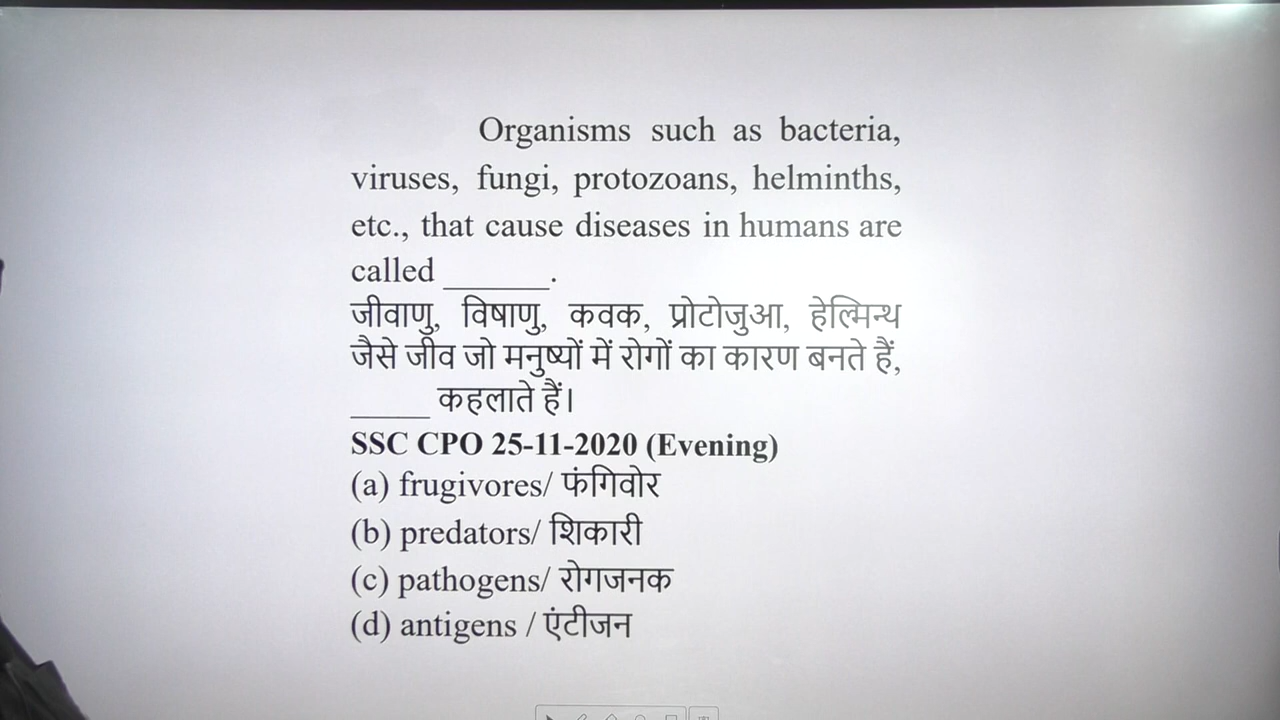 Organisms such as bacteria,
viruses, fungi, protozoans, helminths,
etc., that cause diseases in humans are
called ______.
जीवाणु, विषाणु, कवक, प्रोटोजुआ, हेल्मिन्थ
जैसे जीव जो मनुष्यों में रोगों का कारण बनते हैं,
_____ कहलाते हैं।
SSC CPO 25-11-2020 (Evening)
(a) frugivores/ फंगिवोर
(b) predators/ शिकारी
(c) pathogens/ रोगजनक
(d) antigens / एंटीजन